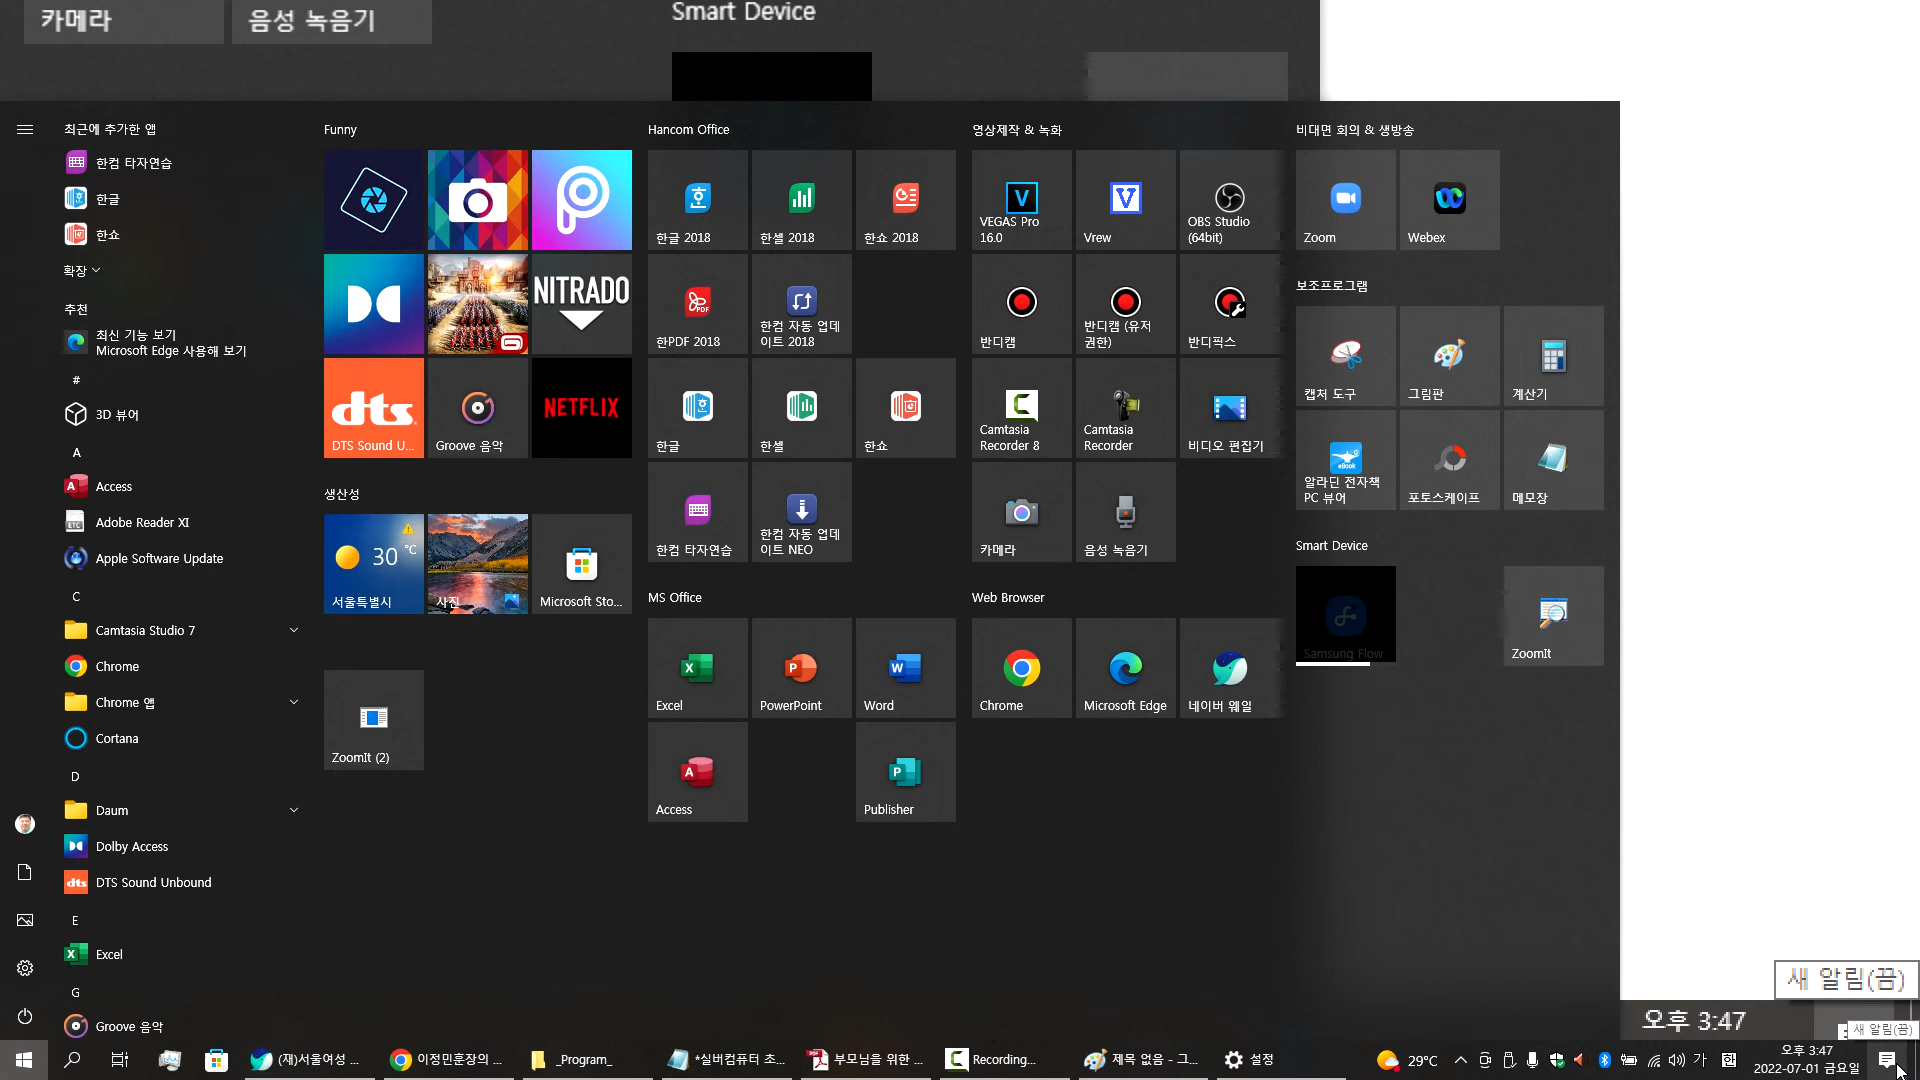 카메라
음성 녹음기
Smart Device
최근에 추가한 앱
한컴 타자연습
한글
한쇼
확장
추천
최신 기능 보기
Microsoft Edge 사용해 보기
#
3D 뷰어
A
Access
Adobe Reader XI
Apple Software Update
C
Camtasia Studio 7
Chrome
Chrome 앱
Cortana
D
Daum
Dolby Access
DTS Sound Unbound
E
Excel
G
Groove 음악
Funny
NITRADO
dts
DTS Sound U...
Groove 음악
NETFLIX
생산성
30 °C
서울특별시
사진
Microsoft Sto...
ZoomIt (2)
Hancom Office
한글 2018
한셀 2018
한쇼 2018
PDF
한PDF 2018
한컴 자동 업데
이트 2018
한글
한셀
한쇼
한컴 타자연습
한컴 자동 업데
이트 NEO
MS Office
Excel
PowerPoint
Word
Access
Publisher
영상제작 & 녹화
VEGAS Pro
16.0
Vrew
OBS Studio
(64bit)
반디캠
반디캠 (유저
권한)
반디픽스
Camtasia
Recorder 8
Camtasia
Recorder
비디오 편집기
카메라
음성 녹음기
Web Browser
Chrome
Microsoft Edge
네이버 웨일
비대면 회의 & 생방송
Zoom
Webex
보조프로그램
캡처 도구
그림판
계산기
eBook
알라딘 전자책
PC 뷰어
포토스케이프
메모장
Smart Device
Samsung Flow
ZoomIt
새 알림(끔)
오후 3:47
새 알림(끔)
(재)서울여성 ...
이정민훈장의 ...
_Program_
*실버컴퓨터 초...
부모님을 위한 ...
Recording...
제목 없음 - 그...
설정
29°C
가
한
오후 3:47
2022-07-01 금요일